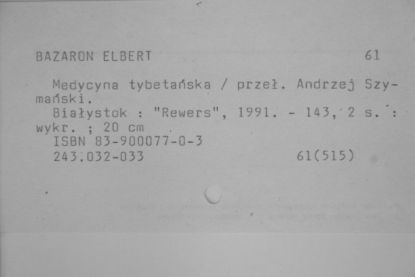 BAZARON ELBERT 61
Medycyna tybetańska / przeł. Andrzej Szy-
mański.
Białystok : "Rewers", 1991. - 143, 2 s. :
wykr. ; 20 cm
ISBN 83-900077-0-3
243.032-033 61(515)